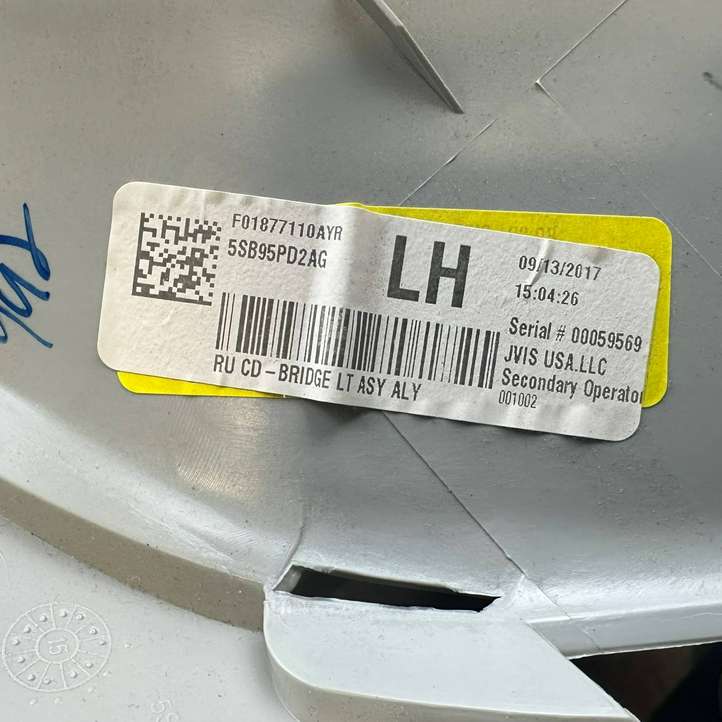 F01877110AYR
5SB95PD2AG
LH
09/13/2017
15:04:26
Serial # 00059569
JVIS USA.LLC
Secondary Operator
001002
RU CD-BRIDGE LT ASY ALY
15